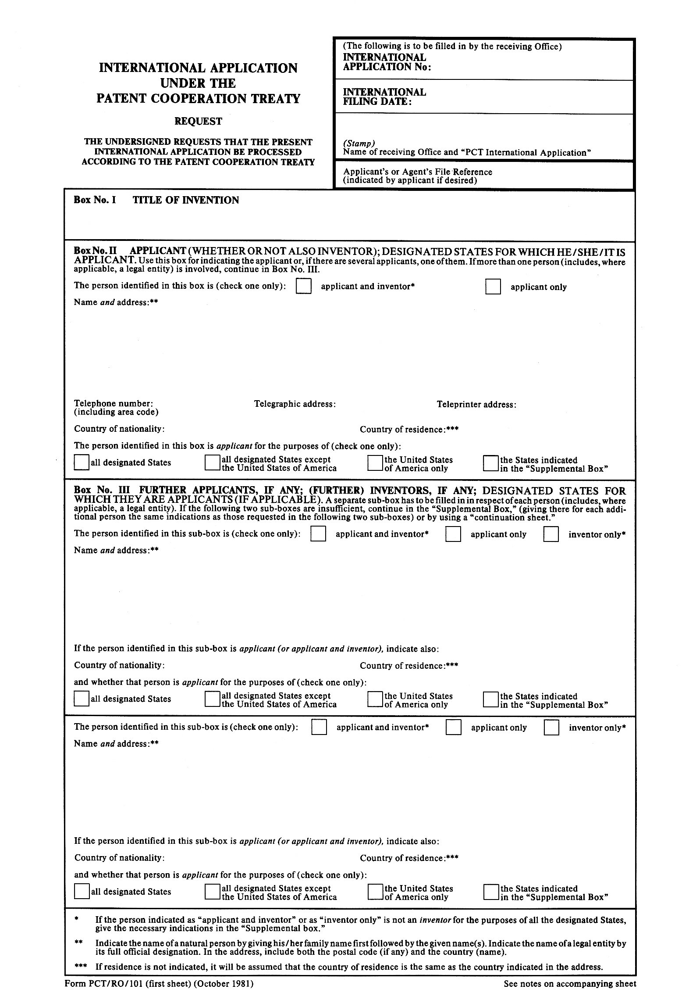 INTERNATIONAL APPLICATION
UNDER THE
PATENT COOPERATION TREATY
REQUEST
THE UNDERSIGNED REQUESTS THAT THE PRESENT
INTERNATIONAL APPLICATION BE PROCESSED
ACCORDING TO THE PATENT COOPERATION TREATY
(The following is to be filled in by the receiving Office)
INTERNATIONAL
APPLICATION No:
INTERNATIONAL
FILING DATE:
(Stamp)
Name of receiving Office and “PCT International Application”
Applicant’s or Agent’s File Reference
(indicated by applicant if desired)
Box No. I TITLE OF INVENTION
Box No. II APPLICANT (WHETHER OR NOT ALSO INVENTOR); DESIGNATED STATES FOR WHICH HE/SHE/IT IS
APPLICANT. Use this box for indicating the applicant or, if there are several applicants, one of them. If more than one person (includes, where
applicable, a legal entity) is involved, continue in Box No. III.
The person identified in this box is (check one only): applicant and inventor* applicant only
Name and address:**
Telephone number: Telegraphic address: Teleprinter address:
(including area code)
Country of nationality: Country of residence:***
The person identified in this box is applicant for the purposes of (check one only):
all designated States
all designated States except
the United States of America
the United States
of America only
the States indicated
in the “Supplemental Box”
Box No. III FURTHER APPLICANTS, IF ANY; (FURTHER) INVENTORS, IF ANY; DESIGNATED STATES FOR
WHICH THEY ARE APPLICANTS (IF APPLICABLE). A separate sub-box has to be filled in in respect of each person (includes, where
applicable, a legal entity). If the following two sub-boxes are insufficient, continue in the “Supplemental Box,” (giving there for each addi-
tional person the same indications as those requested in the following two sub-boxes) or by using a “continuation sheet.”
The person identified in this sub-box is (check one only): applicant and inventor* applicant only inventor only*
Name and address:**
If the person identified in this sub-box is applicant (or applicant and inventor), indicate also:
Country of nationality: Country of residence:***
and whether that person is applicant for the purposes of (check one only):
all designated States
all designated States except
the United States of America
the United States
of America only
the States indicated
in the “Supplemental Box”
The person identified in this sub-box is (check one only): applicant and inventor* applicant only inventor only*
Name and address:**
If the person identified in this sub-box is applicant (or applicant and inventor), indicate also:
Country of nationality: Country of residence:***
and whether that person is applicant for the purposes of (check one only):
all designated States
all designated States except
the United States of America
the United States
of America only
the States indicated
in the “Supplemental Box”
* If the person indicated as “applicant and inventor” or as “inventor only” is not an inventor for the purposes of all the designated States,
give the necessary indications in the “Supplemental box.”
** Indicate the name of a natural person by giving his/her family name first followed by the given name(s). Indicate the name of a legal entity by
its full official designation. In the address, include both the postal code (if any) and the country (name).
*** If residence is not indicated, it will be assumed that the country of residence is the same as the country indicated in the address.
Form PCT/RO/101 (first sheet) (October 1981) See notes on accompanying sheet